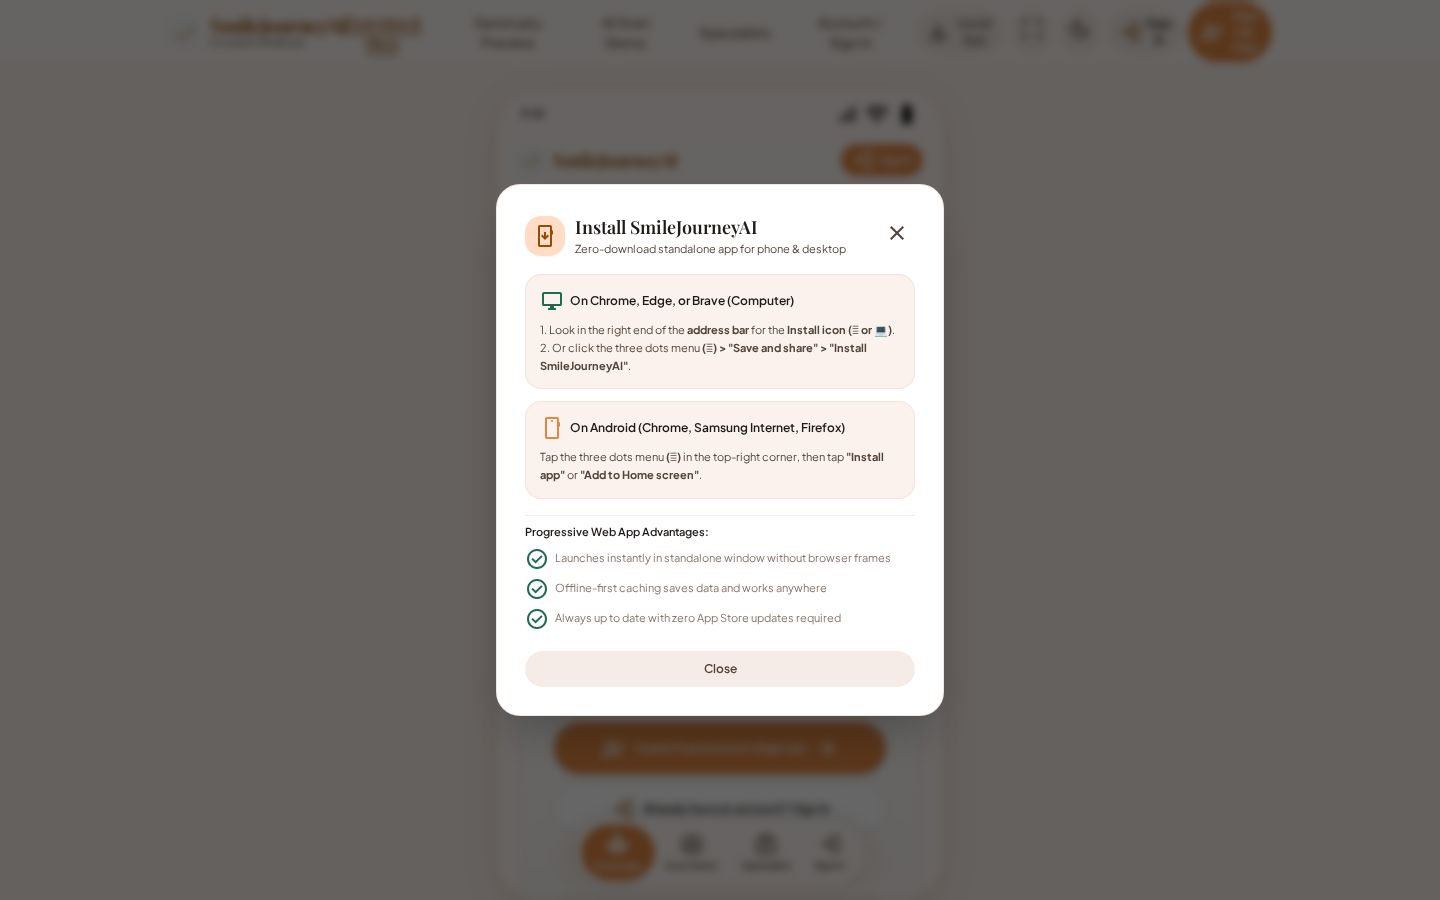 Install SmileJourneyAI
Zero-download standalone app for phone & desktop
On Chrome, Edge, or Brave (Computer)
1. Look in the right end of the address bar for the Install icon (☰ or 💻).
2. Or click the three dots menu (☰) > "Save and share" > "Install
SmileJourneyAI".
On Android (Chrome, Samsung Internet, Firefox)
Tap the three dots menu (☰) in the top-right corner, then tap "Install
app" or "Add to Home screen".
Progressive Web App Advantages:
Launches instantly in standalone window without browser frames
Offline-first caching saves data and works anywhere
Always up to date with zero App Store updates required
Close